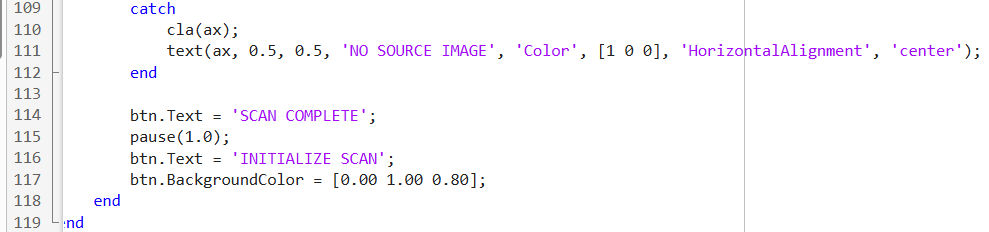 109 catch
110 cla(ax);
111 text(ax, 0.5, 0.5, 'NO SOURCE IMAGE', 'Color', [1 0 0], 'HorizontalAlignment', 'center');
112 end
113
114 btn.Text = 'SCAN COMPLETE';
115 pause(1.0);
116 btn.Text = 'INITIALIZE SCAN';
117 btn.BackgroundColor = [0.00 1.00 0.80];
118 end
119 end